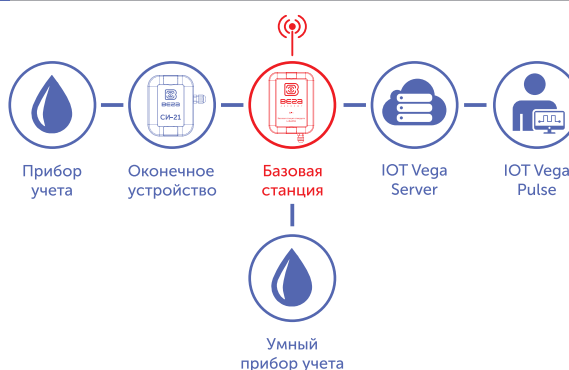 ВЕГА
СИ-21
ВЕГА
Прибор
учета
Оконечное
устройство
Базовая
станция
IOT Vega
Server
IOT Vega
Pulse
Умный
прибор учета